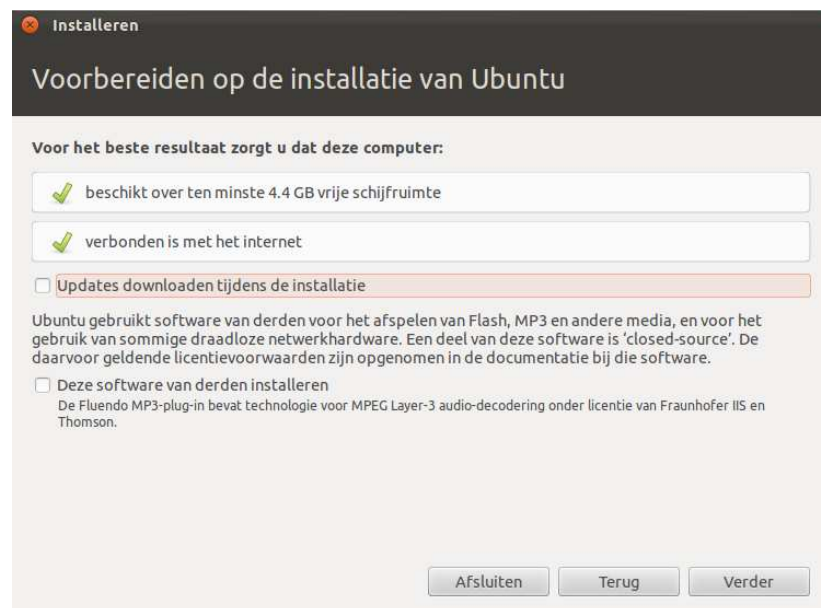 Installeren
Voorbereiden op de installatie van Ubuntu
Voor het beste resultaat zorgt u dat deze computer:
beschikt over ten minste 4.4 GB vrije schijfruimte
verbonden is met het internet
Updates downloaden tijdens de installatie
Ubuntu gebruikt software van derden voor het afspelen van Flash, MP3 en andere media, en voor het
gebruik van sommige draadloze netwerkhardware. Een deel van deze software is ‘closed-source’. De
daarvoor geldende licentievoorwaarden zijn opgenomen in de documentatie bij die software.
Deze software van derden installeren
De Fluendo MP3-plug-in bevat technologie voor MPEG Layer-3 audio-decodering onder licentie van Fraunhofer IIS en
Thomson.
Afsluiten Terug Verder